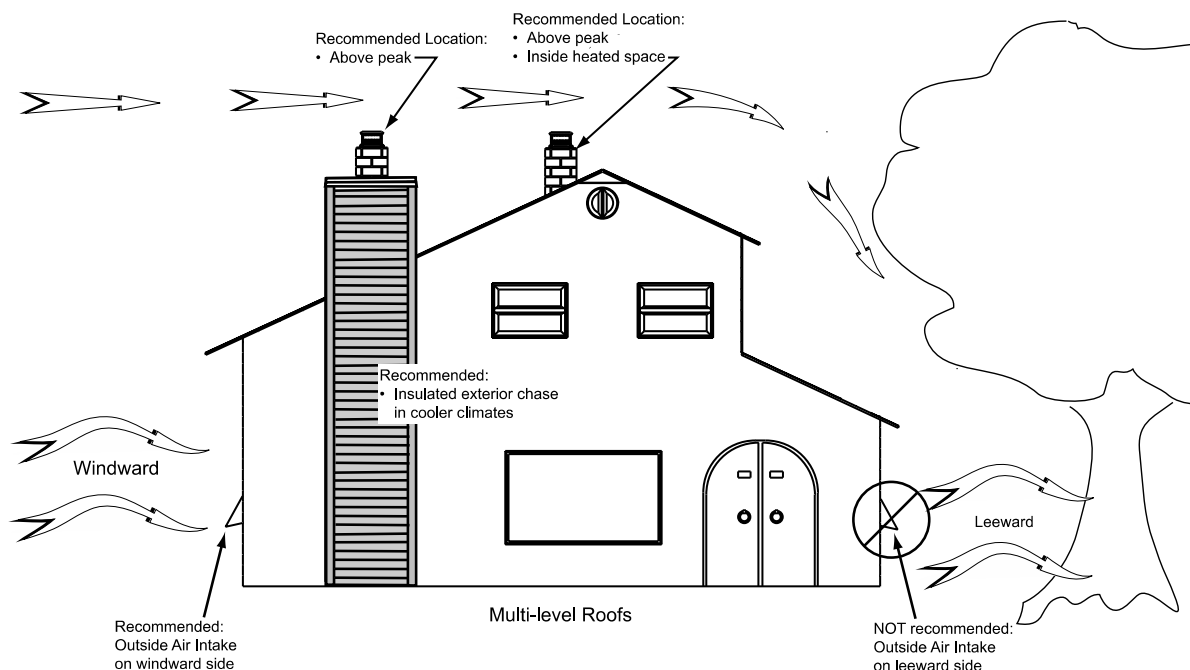 Recommended Location:
• Above peak
Recommended Location:
• Above peak
• Inside heated space
Recommended:
• Insulated exterior chase
in cooler climates
Windward
Leeward
Multi-level Roofs
Recommended:
Outside Air Intake
on windward side
NOT recommended:
Outside Air Intake
on leeward side